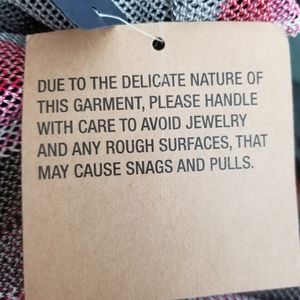 DUE TO THE DELICATE NATURE OF
THIS GARMENT, PLEASE HANDLE
WITH CARE TO AVOID JEWELRY
AND ANY ROUGH SURFACES, THAT
MAY CAUSE SNAGS AND PULLS.